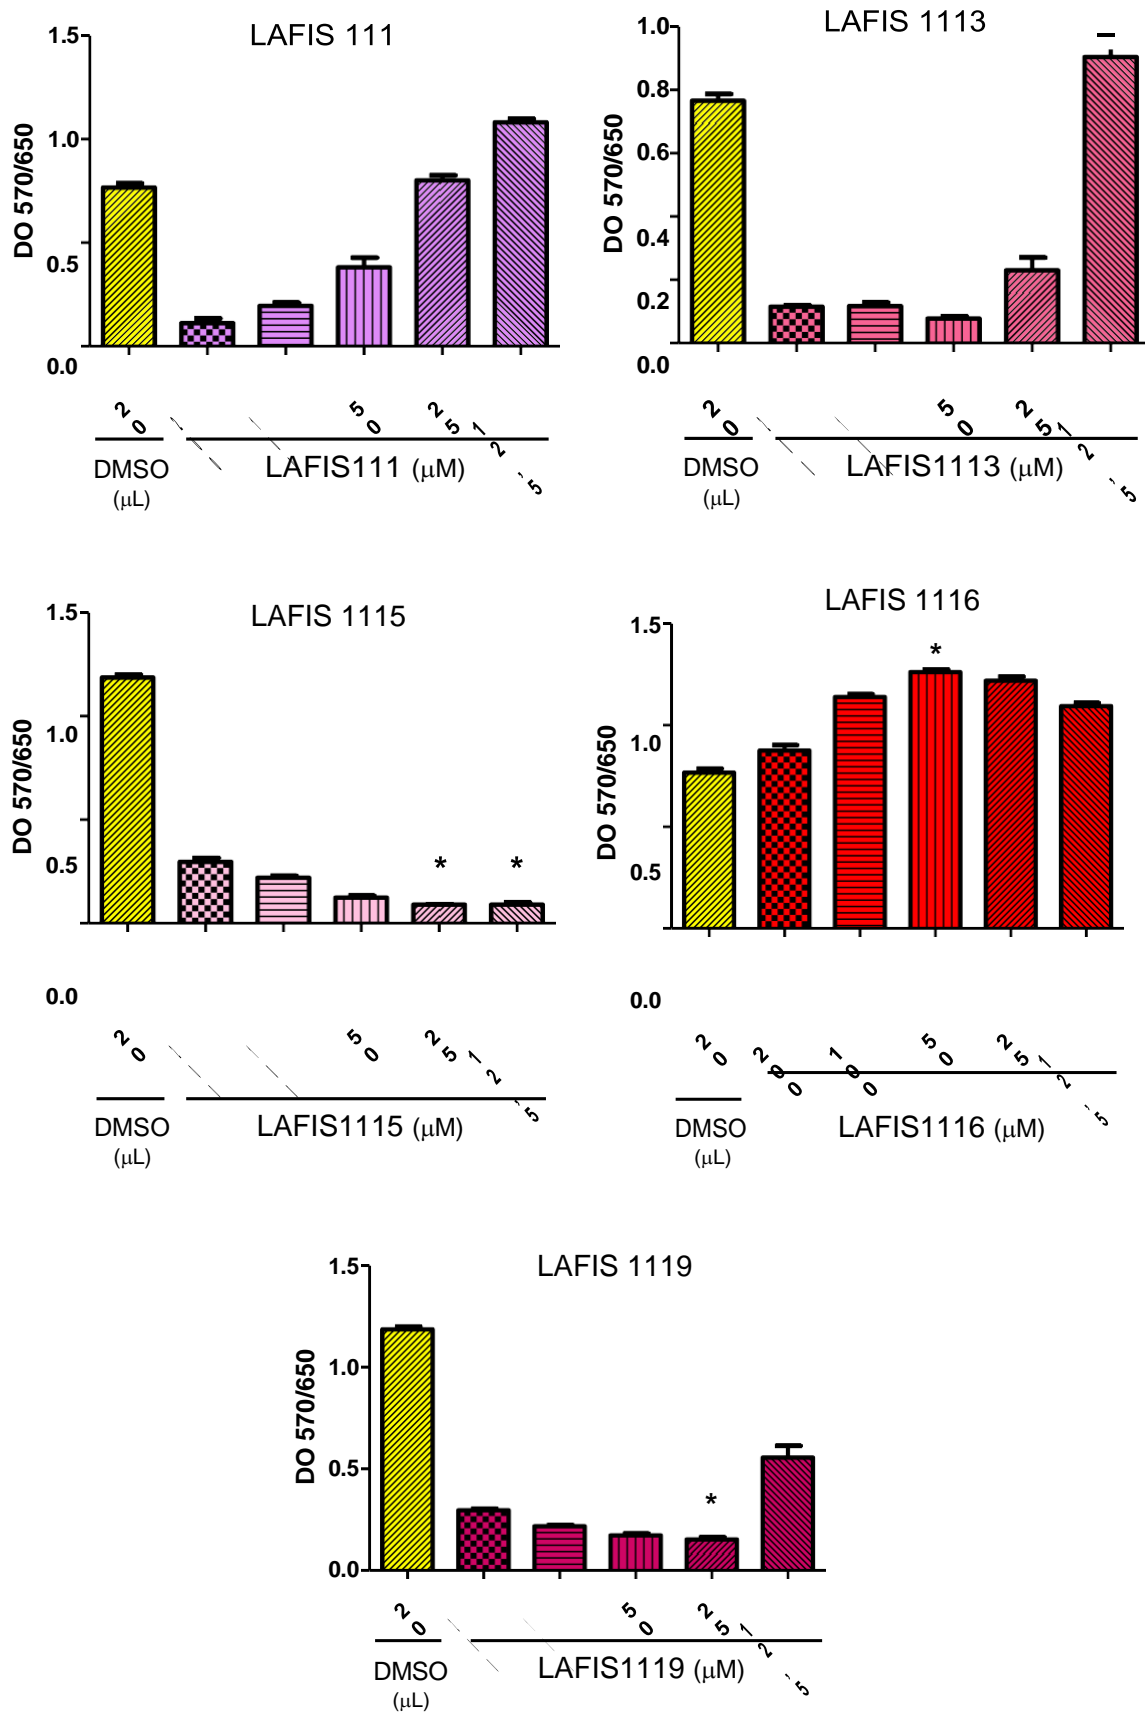 LAFIS 111
1.5
1.0
0.5
0.0
DO 570/650
20
50
25
12.5
DMSO
(μL)
LAFIS111 (μM)
LAFIS 1113
1.0
0.8
0.6
0.4
0.2
0.0
DO 570/650
20
50
25
12.5
DMSO
(μL)
LAFIS1113 (μM)
LAFIS 1115
1.5
1.0
0.5
0.0
DO 570/650
*
*
20
50
25
12.5
DMSO
(μL)
LAFIS1115 (μM)
LAFIS 1116
1.5
1.0
0.5
0.0
DO 570/650
*
20
200
100
50
25
12.5
DMSO
(μL)
LAFIS1116 (μM)
LAFIS 1119
1.5
1.0
0.5
0.0
DO 570/650
*
20
50
25
12.5
DMSO
(μL)
LAFIS1119 (μM)